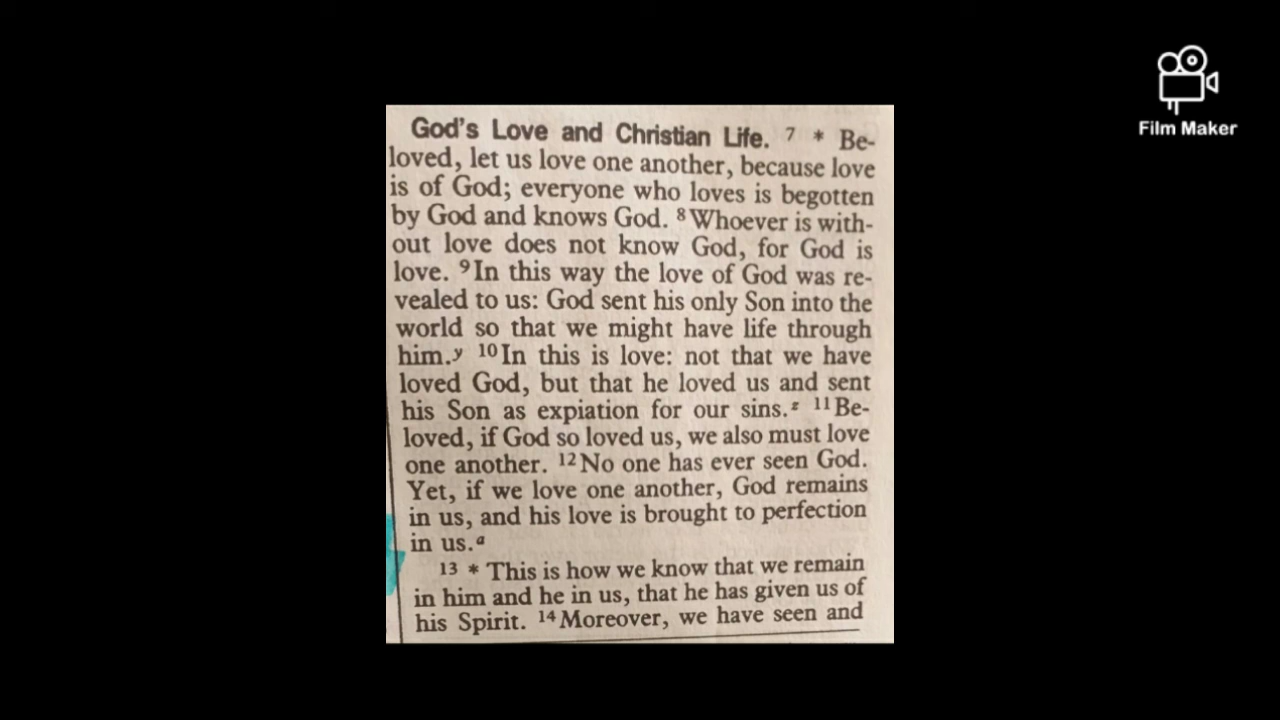 God's Love and Christian Life. 7 * Be-
loved, let us love one another, because love
is of God; everyone who loves is begotten
by God and knows God. 8 Whoever is with-
out love does not know God, for God is
love. 9 In this way the love of God was re-
vealed to us: God sent his only Son into the
world so that we might have life through
him.y 10 In this is love: not that we have
loved God, but that he loved us and sent
his Son as expiation for our sins.z 11 Be-
loved, if God so loved us, we also must love
one another. 12 No one has ever seen God.
Yet, if we love one another, God remains
in us, and his love is brought to perfection
in us.a
13 * This is how we know that we remain
in him and he in us, that he has given us of
his Spirit. 14 Moreover, we have seen and
Film Maker